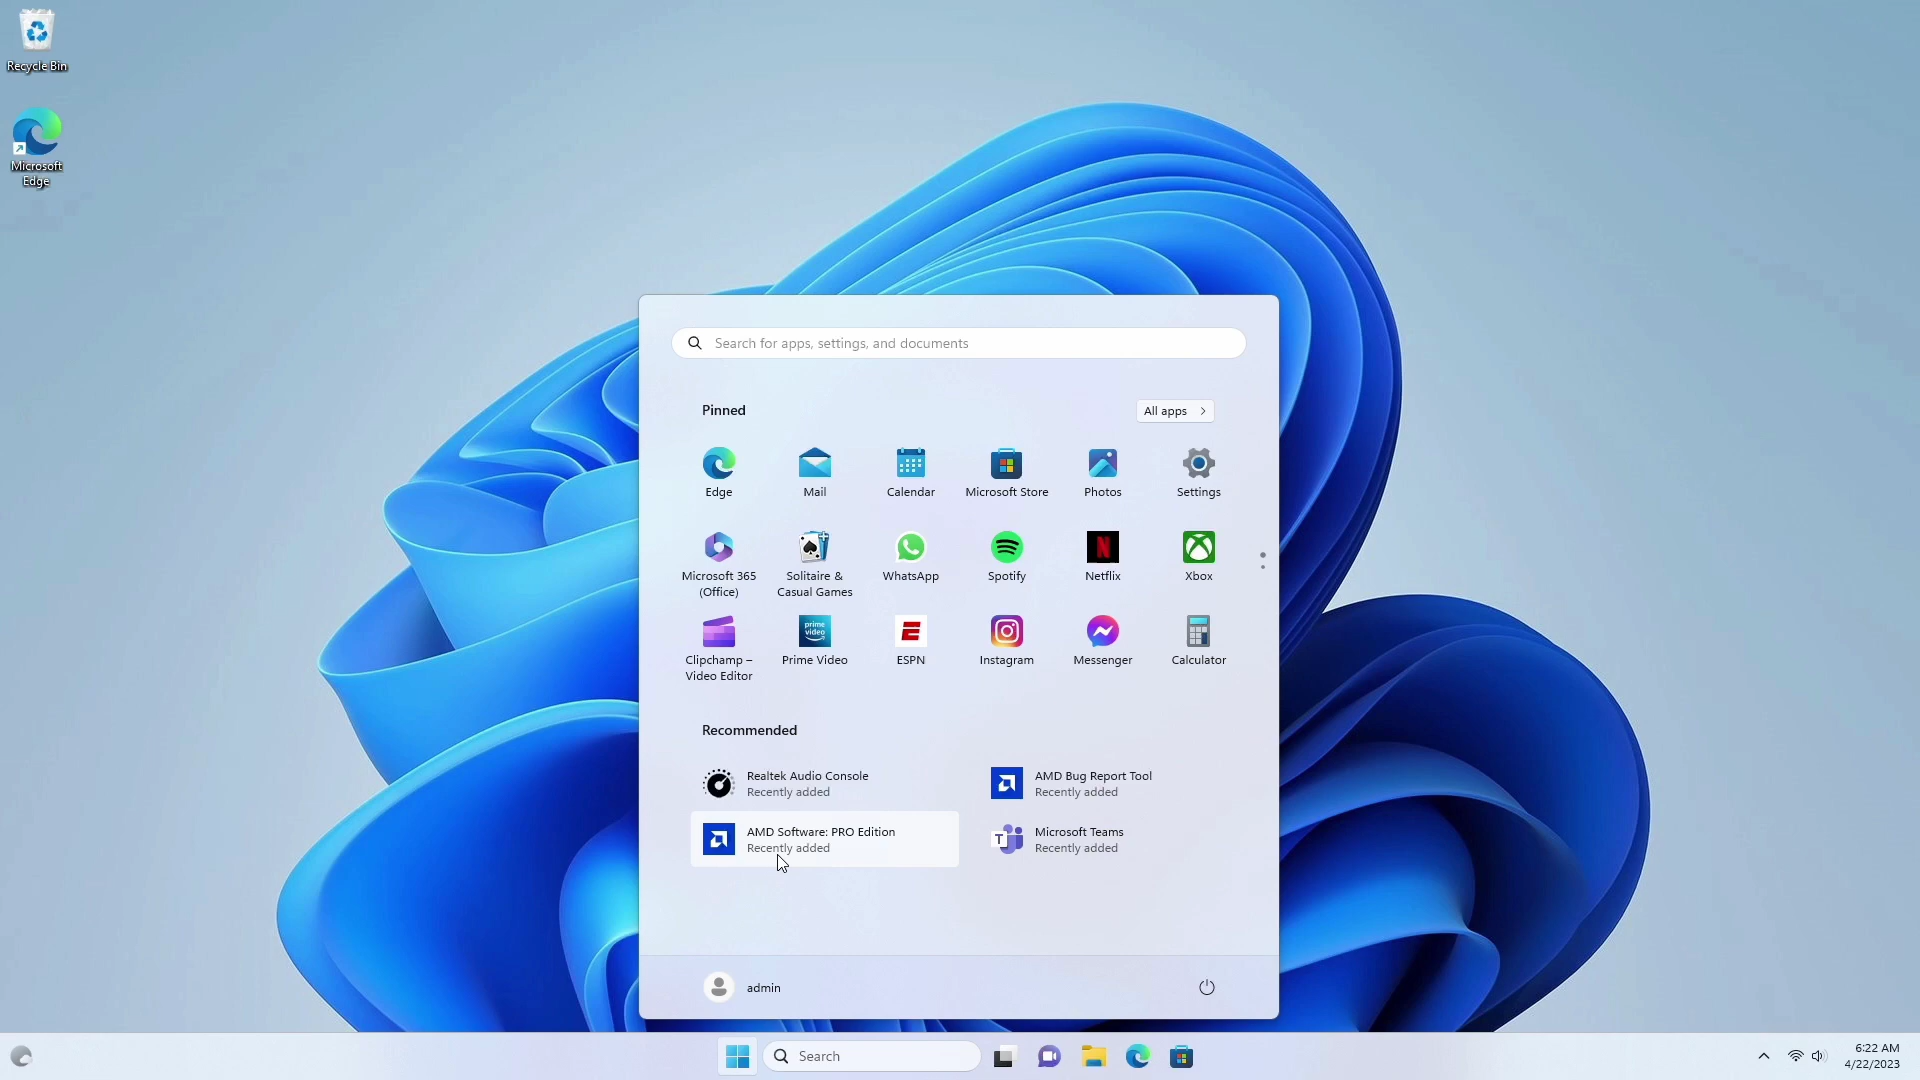 Recycle Bin
Microsoft
Edge
Search for apps, settings, and documents
Pinned
All apps
Edge
Mail
Calendar
Microsoft Store
Photos
Settings
Microsoft 365
(Office)
Solitaire &
Casual Games
WhatsApp
Spotify
Netflix
Xbox
Clipchamp –
Video Editor
prime
video
Prime Video
ESPN
Instagram
Messenger
Calculator
Recommended
Realtek Audio Console
Recently added
AMD Bug Report Tool
Recently added
AMD Software: PRO Edition
Recently added
Microsoft Teams
Recently added
admin
Search
6:22 AM
4/22/2023